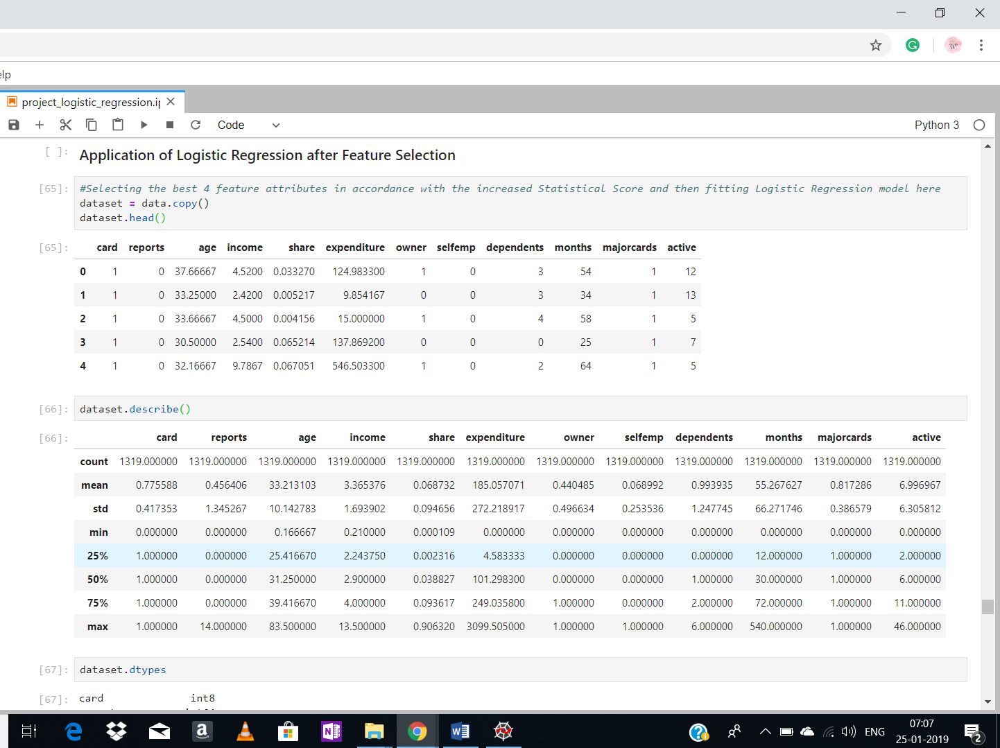 elp
project_logistic_regression.i
Code
Python 3
[ ]: Application of Logistic Regression after Feature Selection
[65]: #Selecting the best 4 feature attributes in accordance with the increased Statistical Score and then fitting Logistic Regression model here
dataset = data.copy()
dataset.head()
[65]: card reports age income share expenditure owner selfemp dependents months majorcards active
0 1 0 37.66667 4.5200 0.033270 124.983300 1 0 3 54 1 12
1 1 0 33.25000 2.4200 0.005217 9.854167 0 0 3 34 1 13
2 1 0 33.66667 4.5000 0.004156 15.000000 1 0 4 58 1 5
3 1 0 30.50000 2.5400 0.065214 137.869200 0 0 0 25 1 7
4 1 0 32.16667 9.7867 0.067051 546.503300 1 0 2 64 1 5
[66]: dataset.describe()
[66]: card reports age income share expenditure owner selfemp dependents months majorcards active
count 1319.000000 1319.000000 1319.000000 1319.000000 1319.000000 1319.000000 1319.000000 1319.000000 1319.000000 1319.000000 1319.000000 1319.000000
mean 0.775588 0.456406 33.213103 3.365376 0.068732 185.057071 0.440485 0.068992 0.993935 55.267627 0.817286 6.996967
std 0.417353 1.345267 10.142783 1.693902 0.094656 272.218917 0.496634 0.253536 1.247745 66.271746 0.386579 6.305812
min 0.000000 0.000000 0.166667 0.210000 0.000109 0.000000 0.000000 0.000000 0.000000 0.000000 0.000000 0.000000
25% 1.000000 0.000000 25.416670 2.243750 0.002316 4.583333 0.000000 0.000000 0.000000 12.000000 1.000000 2.000000
50% 1.000000 0.000000 31.250000 2.900000 0.038827 101.298300 0.000000 0.000000 1.000000 30.000000 1.000000 6.000000
75% 1.000000 0.000000 39.416670 4.000000 0.093617 249.035800 1.000000 0.000000 2.000000 72.000000 1.000000 11.000000
max 1.000000 14.000000 83.500000 13.500000 0.906320 3099.505000 1.000000 1.000000 6.000000 540.000000 1.000000 46.000000
[67]: dataset.dtypes
[67]: card int8
ENG
07:07
25-01-2019
2